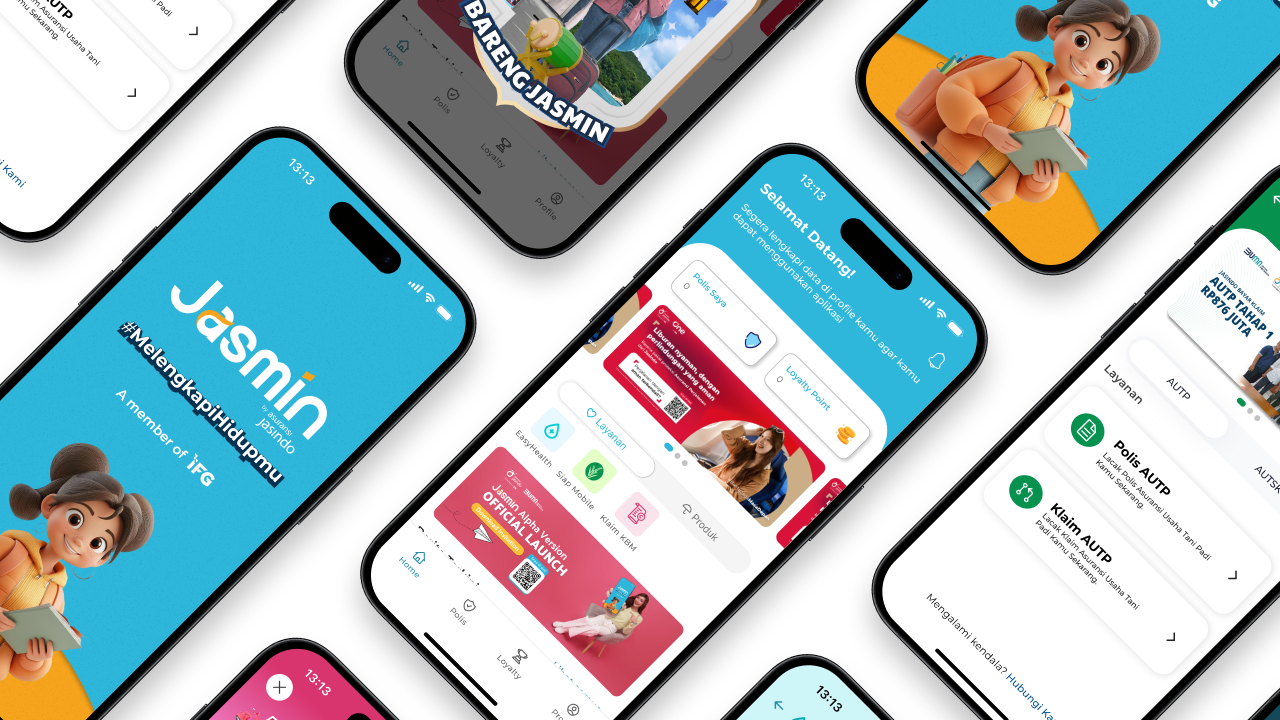 AUTP
Asuransi Usaha Tani
Sekarang.
i Kami
BARENG JASMIN
Home
Polis
Loyalty
Profile
13:13
Jasmin
by asuransi
jasindo
#MelengkapiHidupmu
A member of IFG
13:13
Selamat Datang!
Segera lengkapi data di profile kamu agar kamu
dapat menggunakan aplikasi
Polis Saya
0
Loyalty Point
0
One
Liburan nyaman, dengan
perlindungan yang aman
Layanan
Produk
EasyHealth
Siap Mobile
Klaim KBM
Jasmin Alpha Version
OFFICIAL LAUNCH
Download Sekarang
Home
Polis
Loyalty
JASINDO BAYAR KLAIM
AUTP TAHAP 1
RP876 JUTA
Layanan
AUTP
AUTSK
Polis AUTP
Lacak Polis Asuransi Usaha Tani Padi
Kamu Sekarang.
Klaim AUTP
Lacak Klaim Asuransi Usaha Tani
Padi Kamu Sekarang.
Mengalami kendala? Hubungi Ka
13:13
13:13